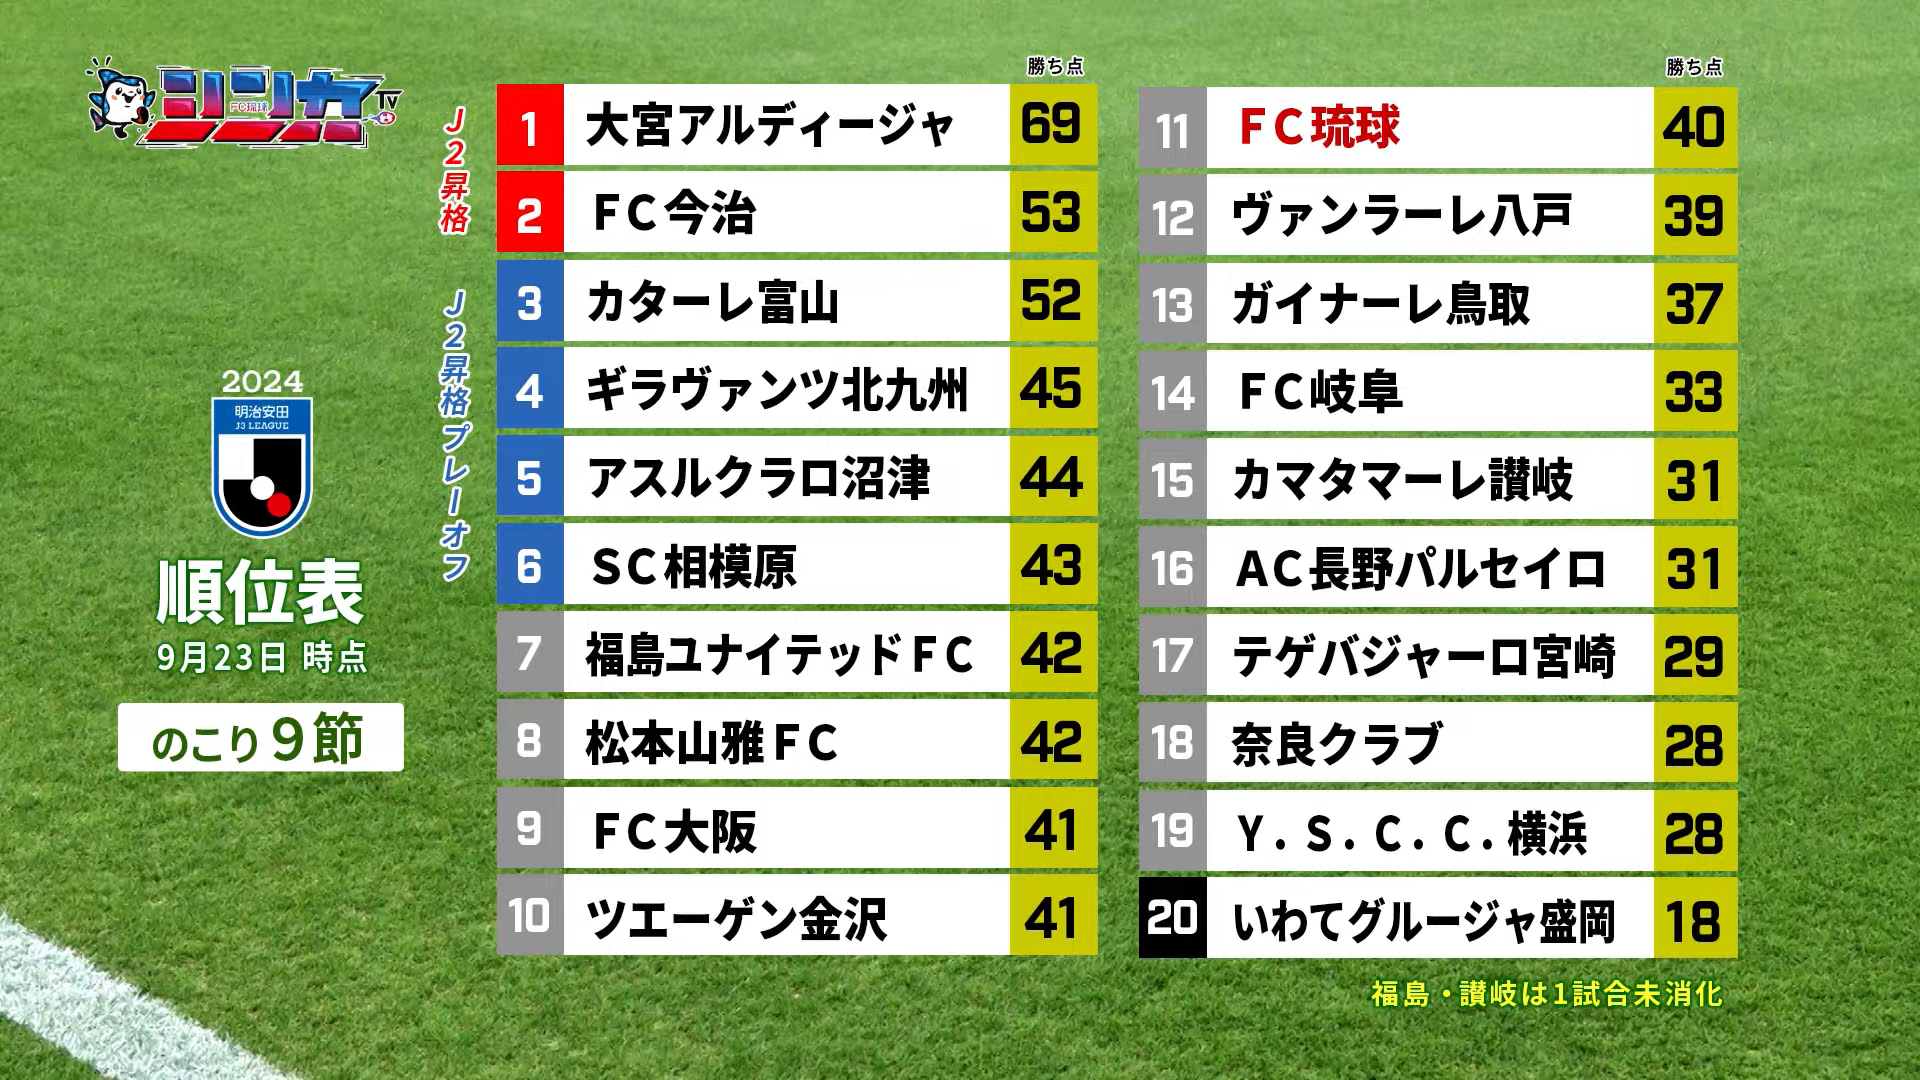 シンカTV
FC琉球
2024
明治安田
J3 LEAGUE
順位表
9月23日 時点
のこり9節
J2昇格
J2昇格プレーオフ
勝ち点
1 大宮アルディージャ 69
2 FC今治 53
3 カターレ富山 52
4 ギラヴァンツ北九州 45
5 アスルクラロ沼津 44
6 SC相模原 43
7 福島ユナイテッドFC 42
8 松本山雅FC 42
9 FC大阪 41
10 ツエーゲン金沢 41
勝ち点
11 FC琉球 40
12 ヴァンラーレ八戸 39
13 ガイナーレ鳥取 37
14 FC岐阜 33
15 カマタマーレ讃岐 31
16 AC長野パルセイロ 31
17 テゲバジャーロ宮崎 29
18 奈良クラブ 28
19 Y.S.C.C.横浜 28
20 いわてグルージャ盛岡 18
福島・讃岐は1試合未消化